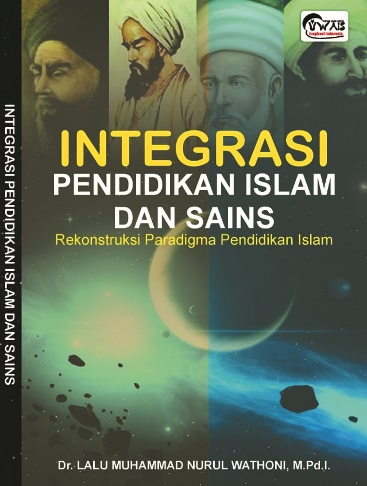 INTEGRASI PENDIDIKAN ISLAM DAN SAINS
INTEGRASI
PENDIDIKAN ISLAM
DAN SAINS
Rekonstruksi Paradigma Pendidikan Islam
Dr. LALU MUHAMMAD NURUL WATHONI, M.Pd.I.